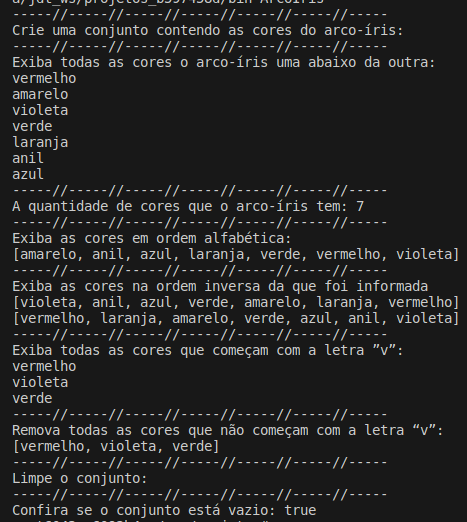 a/jdt_ws/projetos_b397458d/bin ArcoIris
-----//-----//-----//-----//-----//-----//-----
Crie uma conjunto contendo as cores do arco-íris:
-----//-----//-----//-----//-----//-----//-----
Exiba todas as cores o arco-íris uma abaixo da outra:
vermelho
amarelo
violeta
verde
laranja
anil
azul
-----//-----//-----//-----//-----//-----//-----
A quantidade de cores que o arco-íris tem: 7
-----//-----//-----//-----//-----//-----//-----
Exiba as cores em ordem alfabética:
[amarelo, anil, azul, laranja, verde, vermelho, violeta]
-----//-----//-----//-----//-----//-----//-----
Exiba as cores na ordem inversa da que foi informada
[violeta, anil, azul, verde, amarelo, laranja, vermelho]
[vermelho, laranja, amarelo, verde, azul, anil, violeta]
-----//-----//-----//-----//-----//-----//-----
Exiba todas as cores que começam com a letra ”v”:
vermelho
violeta
verde
-----//-----//-----//-----//-----//-----//-----
Remova todas as cores que não começam com a letra “v”:
[vermelho, violeta, verde]
-----//-----//-----//-----//-----//-----//-----
Limpe o conjunto:
-----//-----//-----//-----//-----//-----//-----
Confira se o conjunto está vazio: true